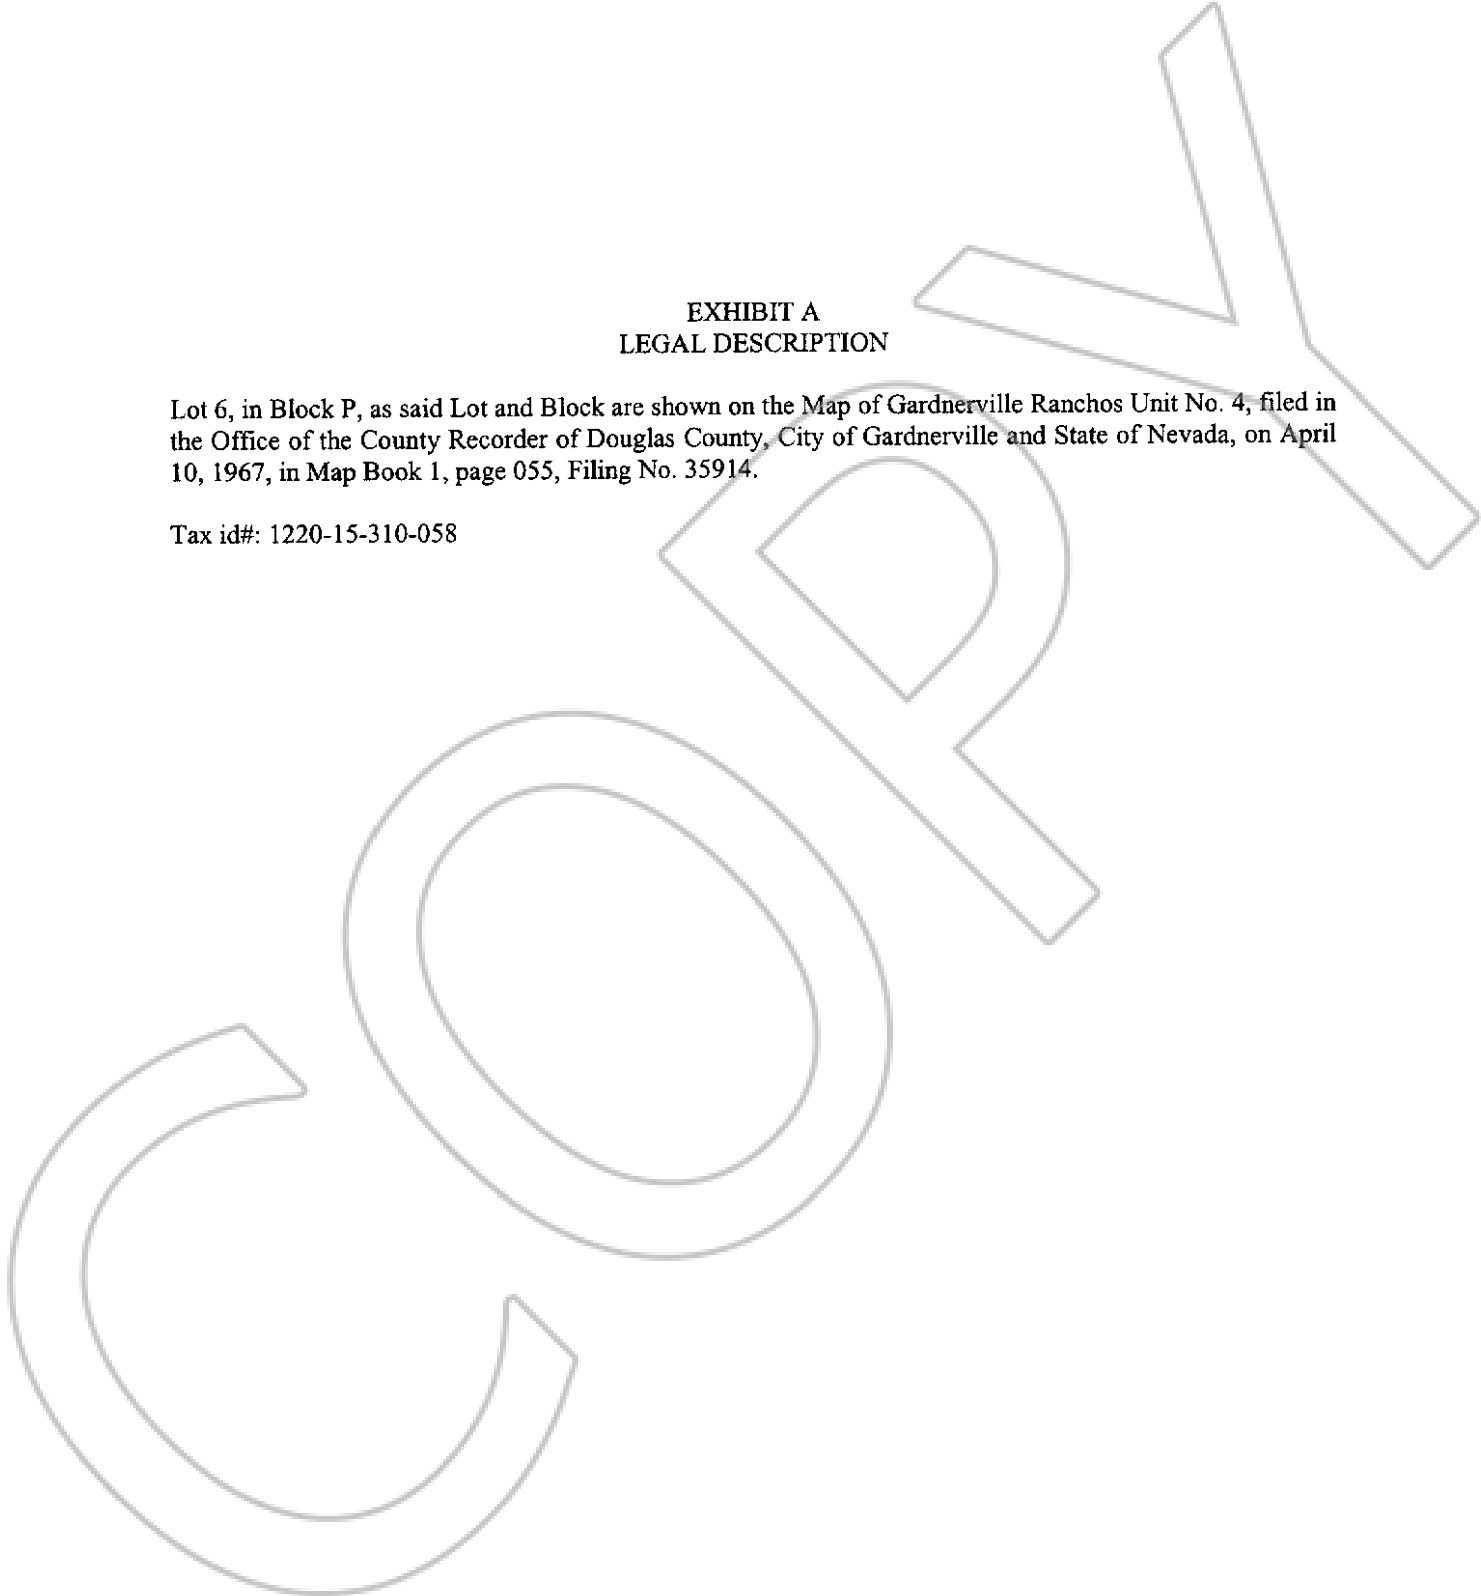 EXHIBIT A
LEGAL DESCRIPTION
Lot 6, in Block P, as said Lot and Block are shown on the Map of Gardnerville Ranchos Unit No. 4, filed in
the Office of the County Recorder of Douglas County, City of Gardnerville and State of Nevada, on April
10, 1967, in Map Book 1, page 055, Filing No. 35914.
Tax id#: 1220-15-310-058
COPY